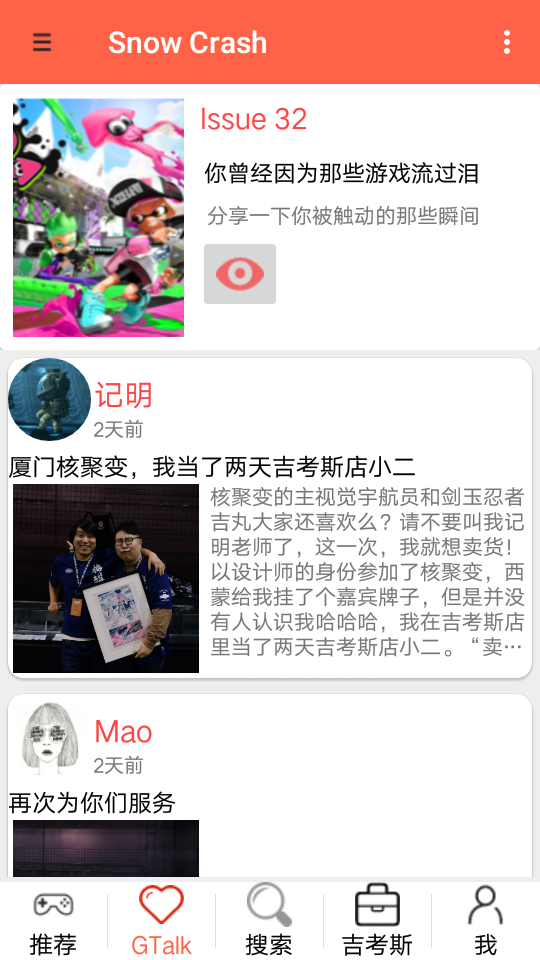 Snow Crash
Issue 32
你曾经因为那些游戏流过泪
分享一下你被触动的那些瞬间
记明
2天前
厦门核聚变，我当了两天吉考斯店小二
核聚变的主视觉宇航员和剑玉忍者
吉丸大家还喜欢么？请不要叫我记
明老师了，这一次，我就想卖货！
以设计师的身份参加了核聚变，西
蒙给我挂了个嘉宾牌子，但是并没
有人认识我哈哈哈，我在吉考斯店
里当了两天吉考斯店小二。“卖…
Mao
2天前
再次为你们服务
推荐
GTalk
搜索
吉考斯
我